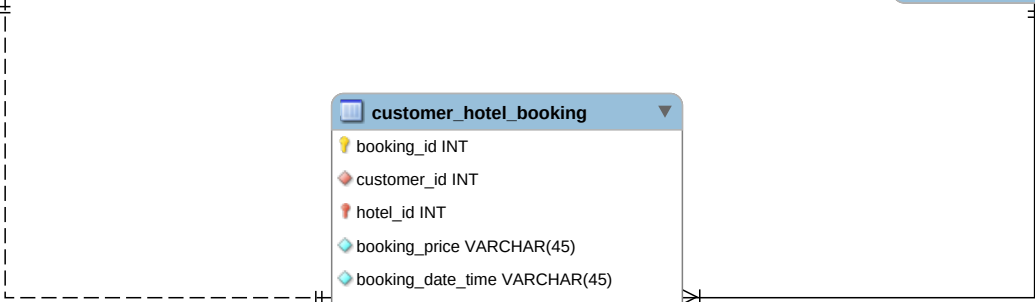 customer_hotel_booking
booking_id INT
customer_id INT
hotel_id INT
booking_price VARCHAR(45)
booking_date_time VARCHAR(45)